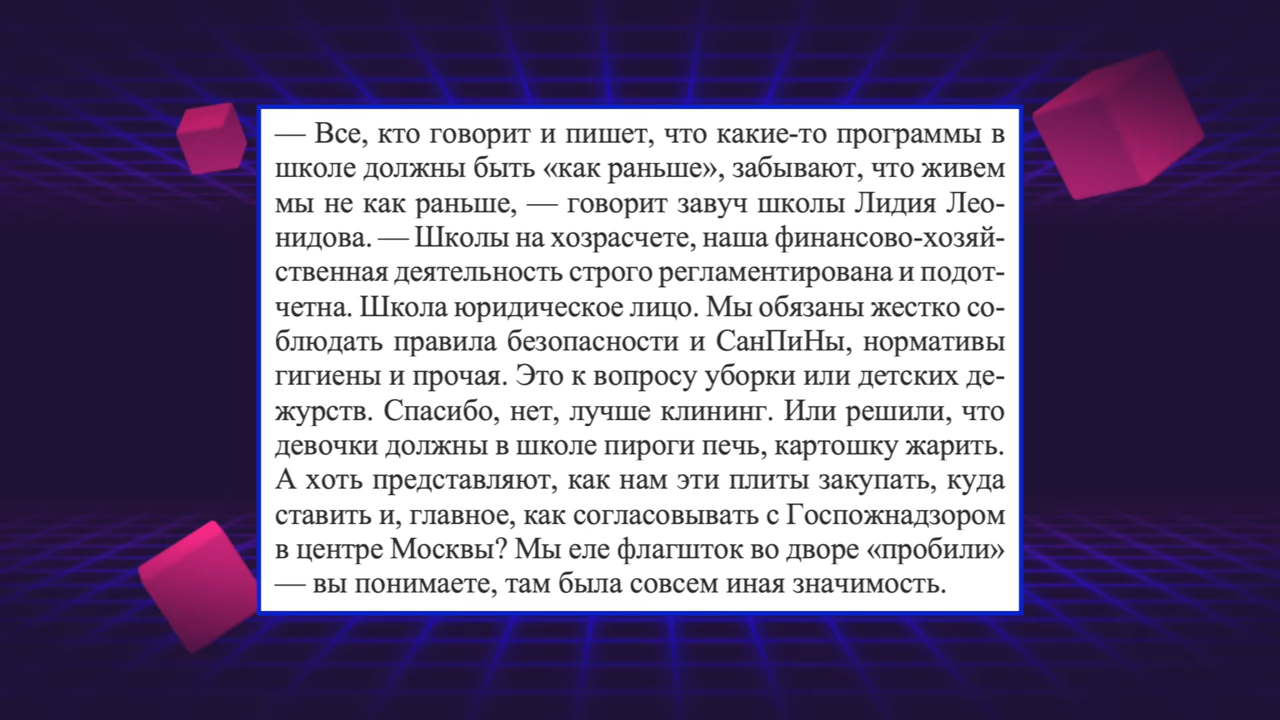 — Все, кто говорит и пишет, что какие-то программы в
школе должны быть «как раньше», забывают, что живем
мы не как раньше, — говорит завуч школы Лидия Лео-
нидова. — Школы на хозрасчете, наша финансово-хозяй-
ственная деятельность строго регламентирована и подот-
четна. Школа юридическое лицо. Мы обязаны жестко со-
блюдать правила безопасности и СанПиНы, нормативы
гигиены и прочая. Это к вопросу уборки или детских де-
журств. Спасибо, нет, лучше клининг. Или решили, что
девочки должны в школе пироги печь, картошку жарить.
А хоть представляют, как нам эти плиты закупать, куда
ставить и, главное, как согласовывать с Госпожнадзором
в центре Москвы? Мы еле флагшток во дворе «пробили»
— вы понимаете, там была совсем иная значимость.